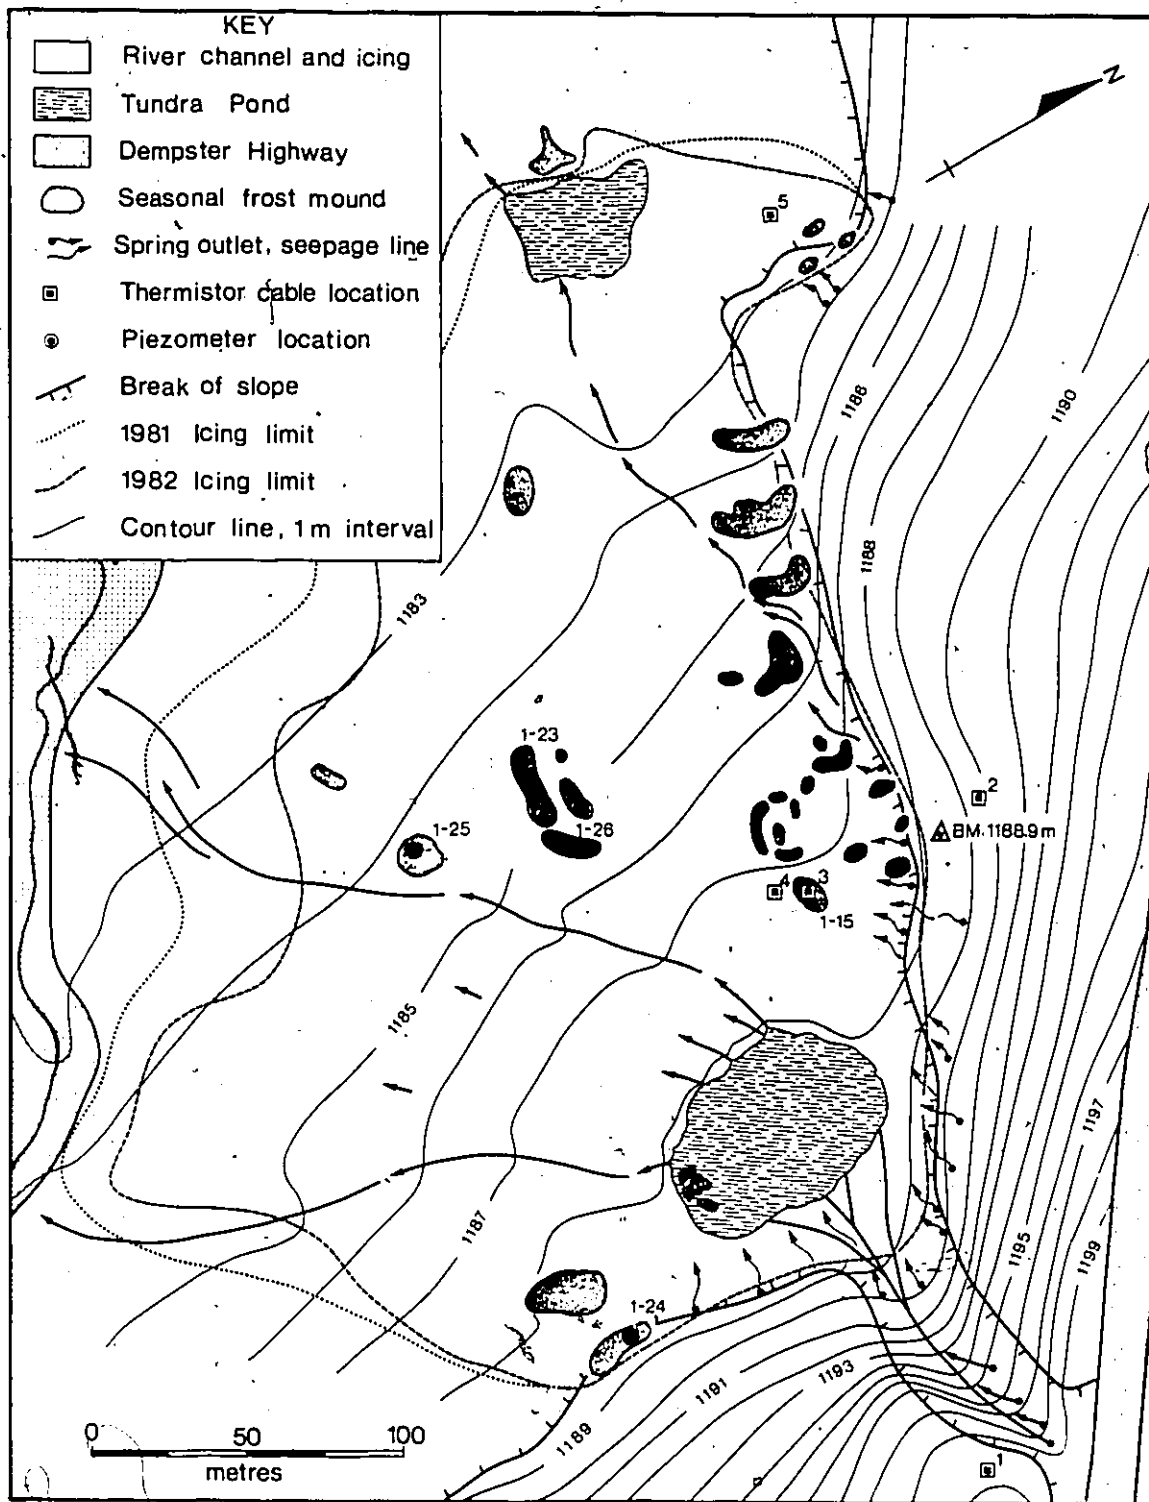 KEY
River channel and icing
Tundra Pond
Dempster Highway
Seasonal frost mound
Spring outlet, seepage line
Thermistor cable location
Piezometer location
Break of slope
1981 Icing limit
1982 Icing limit
Contour line, 1 m interval
N
5
1186
1190
1188
1183
1-23
1-26
1-25
2
BM. 1188.9 m
4
3
1-15
1185
1197
1187
1195
1199
1-24
1193
1191
1189
0 50 100
metres
1